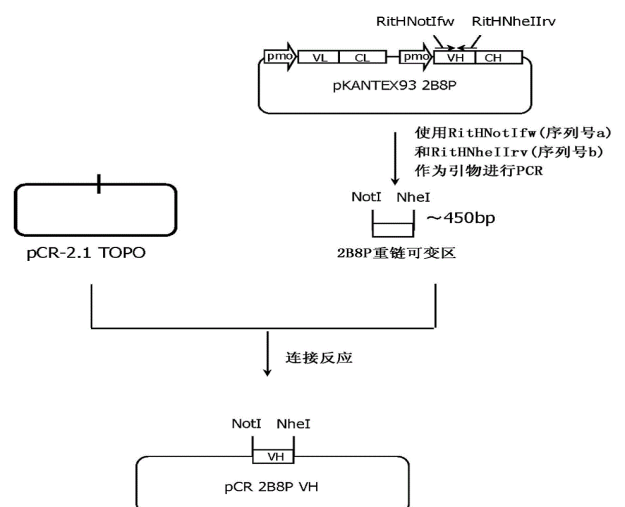 RitHNotIfw RitHNheIIrv
pmo VL CL pmo VH CH
pKANTEX93 2B8P
使用RitHNotIfw(序列号a)
和RitHNheIIrv(序列号b)
作为引物进行PCR
NotI NheI
~450bp
pCR-2.1 TOPO
2B8P重链可变区
连接反应
NotI NheI
VH
pCR 2B8P VH